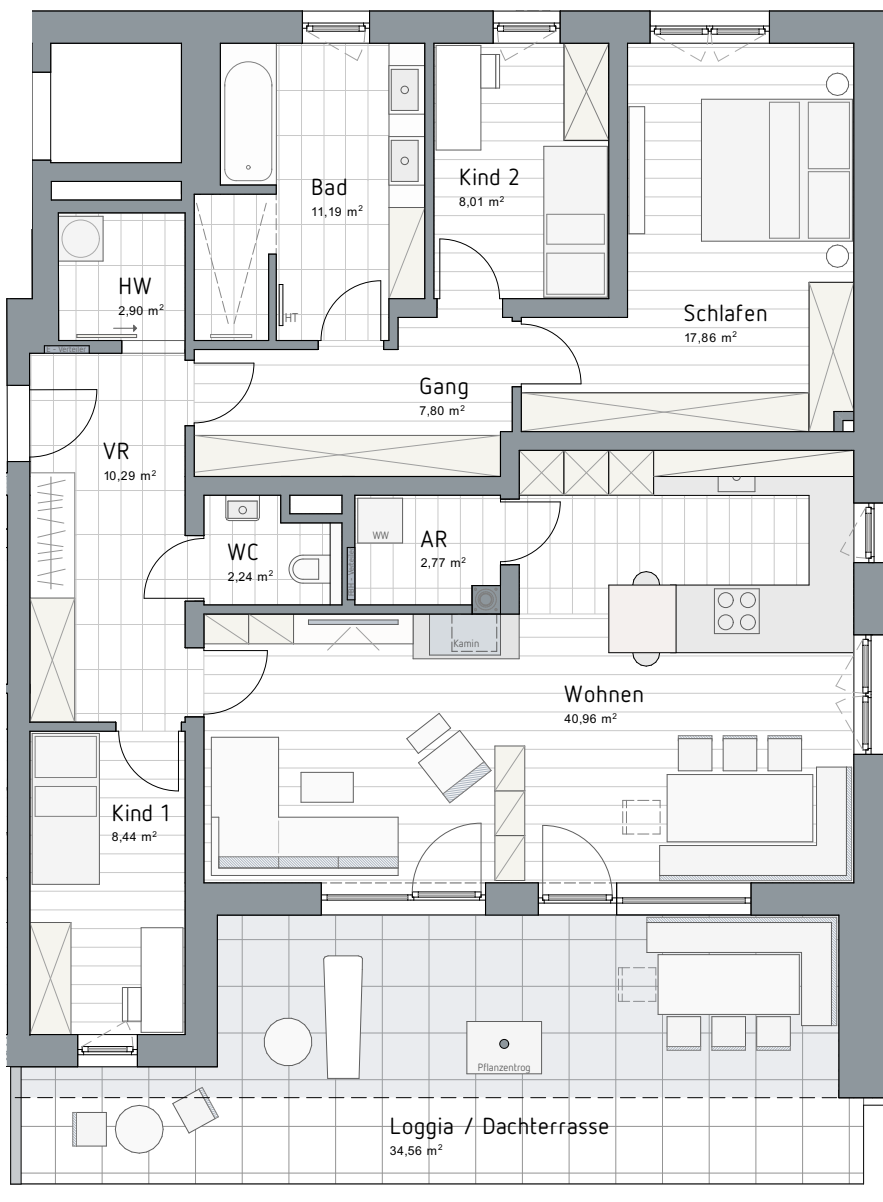 Bad
11,19 m²
Kind 2
8,01 m²
HW
2,90 m²
HT
Schlafen
17,86 m²
E - Verteiler
Gang
7,80 m²
VR
10,29 m²
WW
WC
2,24 m²
AR
2,77 m²
Kamin
Wohnen
40,96 m²
Kind 1
8,44 m²
Pflanzentrog
Loggia / Dachterrasse
34,56 m²